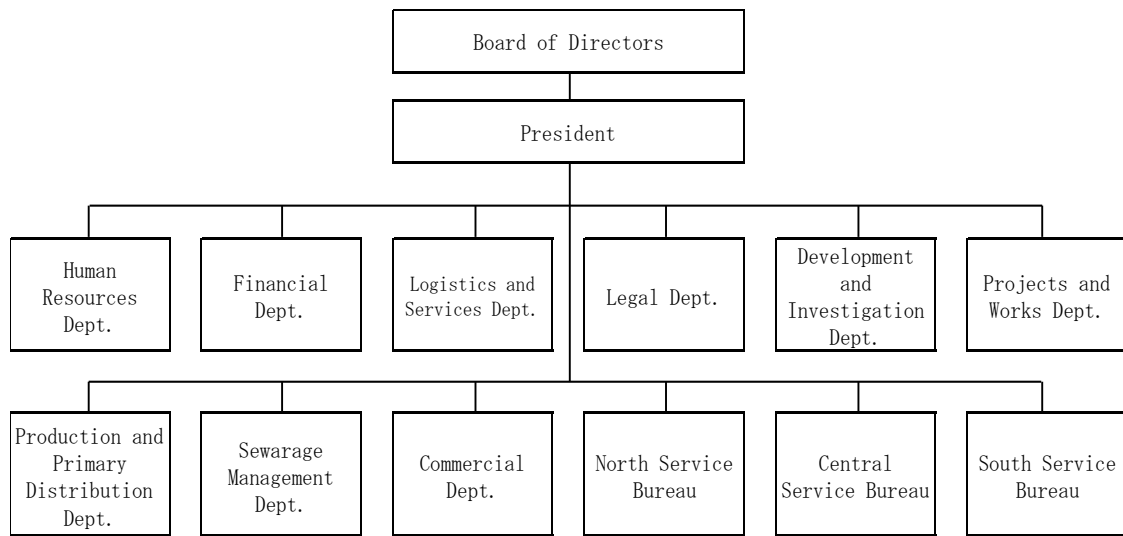 Board of Directors
President
Human
Resources
Dept.
Financial
Dept.
Logistics and
Services Dept.
Legal Dept.
Development
and
Investigation
Dept.
Projects and
Works Dept.
Production and
Primary
Distribution
Dept.
Sewarage
Management
Dept.
Commercial
Dept.
North Service
Bureau
Central
Service Bureau
South Service
Bureau